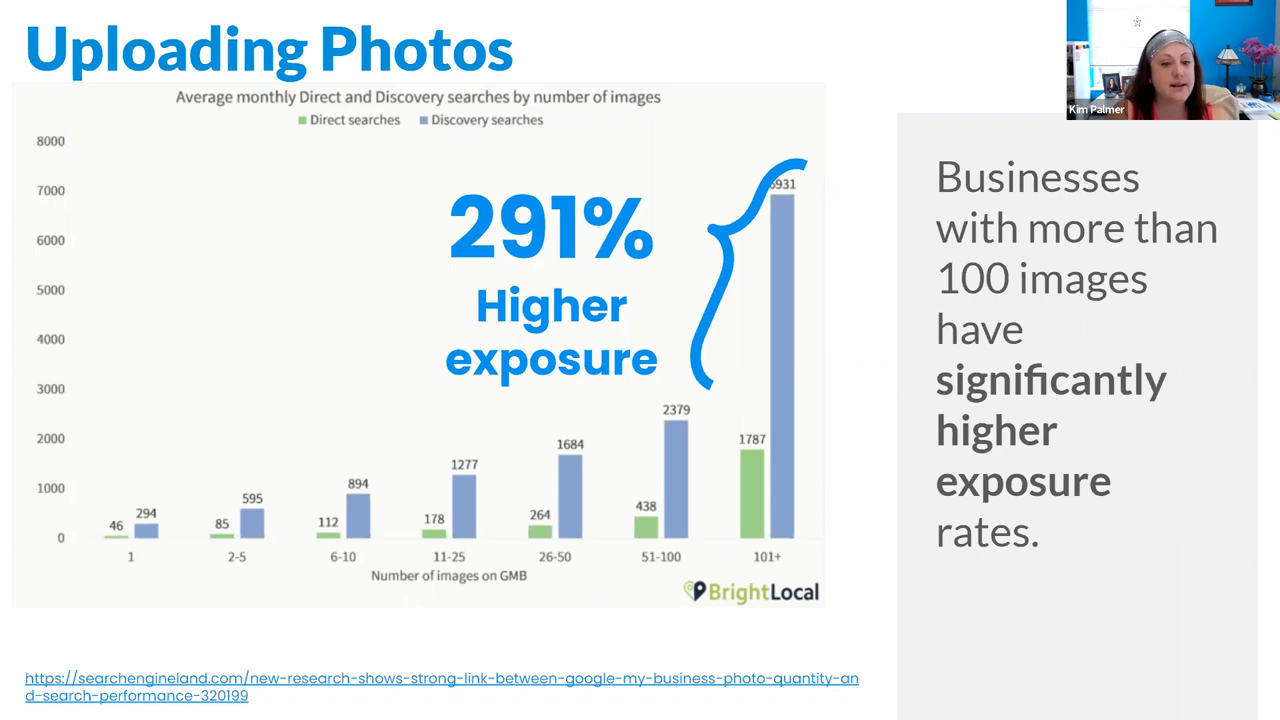 Uploading Photos
Kim Palmer
Average monthly Direct and Discovery searches by number of images
Direct searches Discovery searches
8000
7000
6000
5000
4000
3000
2000
1000
0
291%
Higher
exposure
46 294
85 595
112 894
178 1277
264 1684
438 2379
1787 6931
1 2-5 6-10 11-25 26-50 51-100 101+
Number of images on GMB
BrightLocal
Businesses
with more than
100 images
have
significantly
higher
exposure
rates.
https://searchengineland.com/new-research-shows-strong-link-between-google-my-business-photo-quantity-an
d-search-performance-320199